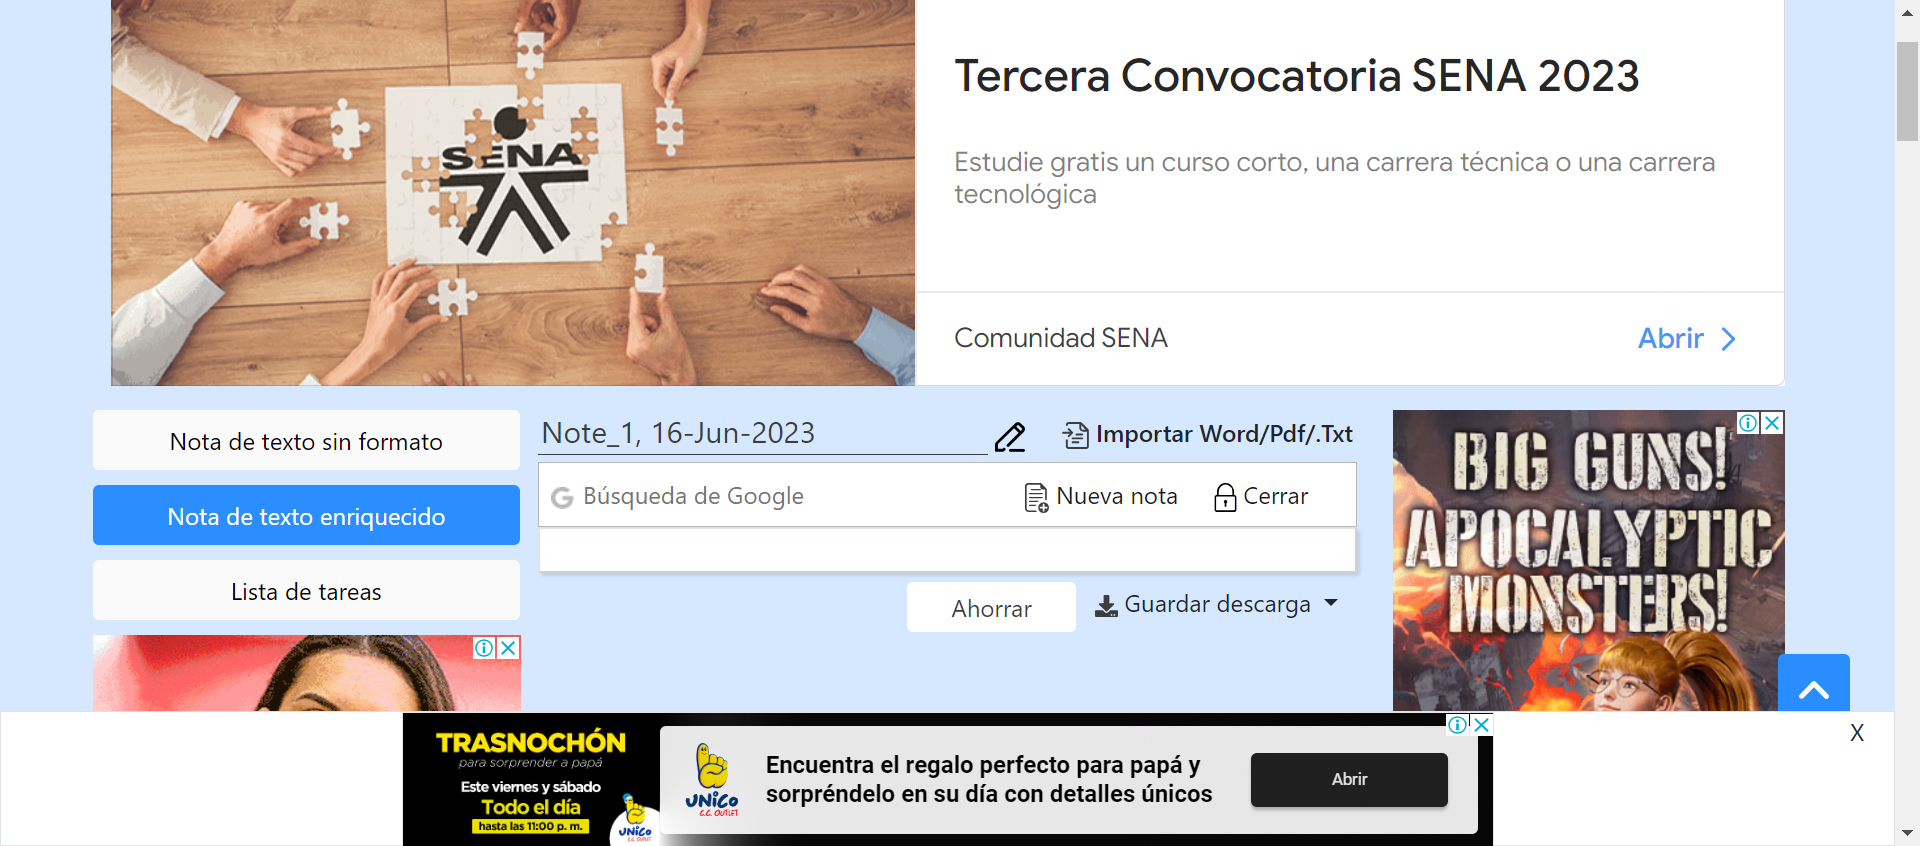 SENA
Tercera Convocatoria SENA 2023
Estudie gratis un curso corto, una carrera técnica o una carrera
tecnológica
Comunidad SENA
Abrir
Nota de texto sin formato
Nota de texto enriquecido
Lista de tareas
Note_1, 16-Jun-2023
Importar Word/Pdf/.Txt
G Búsqueda de Google
Nueva nota
Cerrar
Ahorrar
Guardar descarga
BIG GUNS!
APOCALYPTIC
MONSTERS!
TRASNOCHÓN
para sorprender a papá
Este viernes y sábado
Todo el día
hasta las 11:00 p. m.
UNICO
C.C. OUTLET
UNICO
C.C. OUTLET
Encuentra el regalo perfecto para papá y
sorpréndelo en su día con detalles únicos
Abrir
X